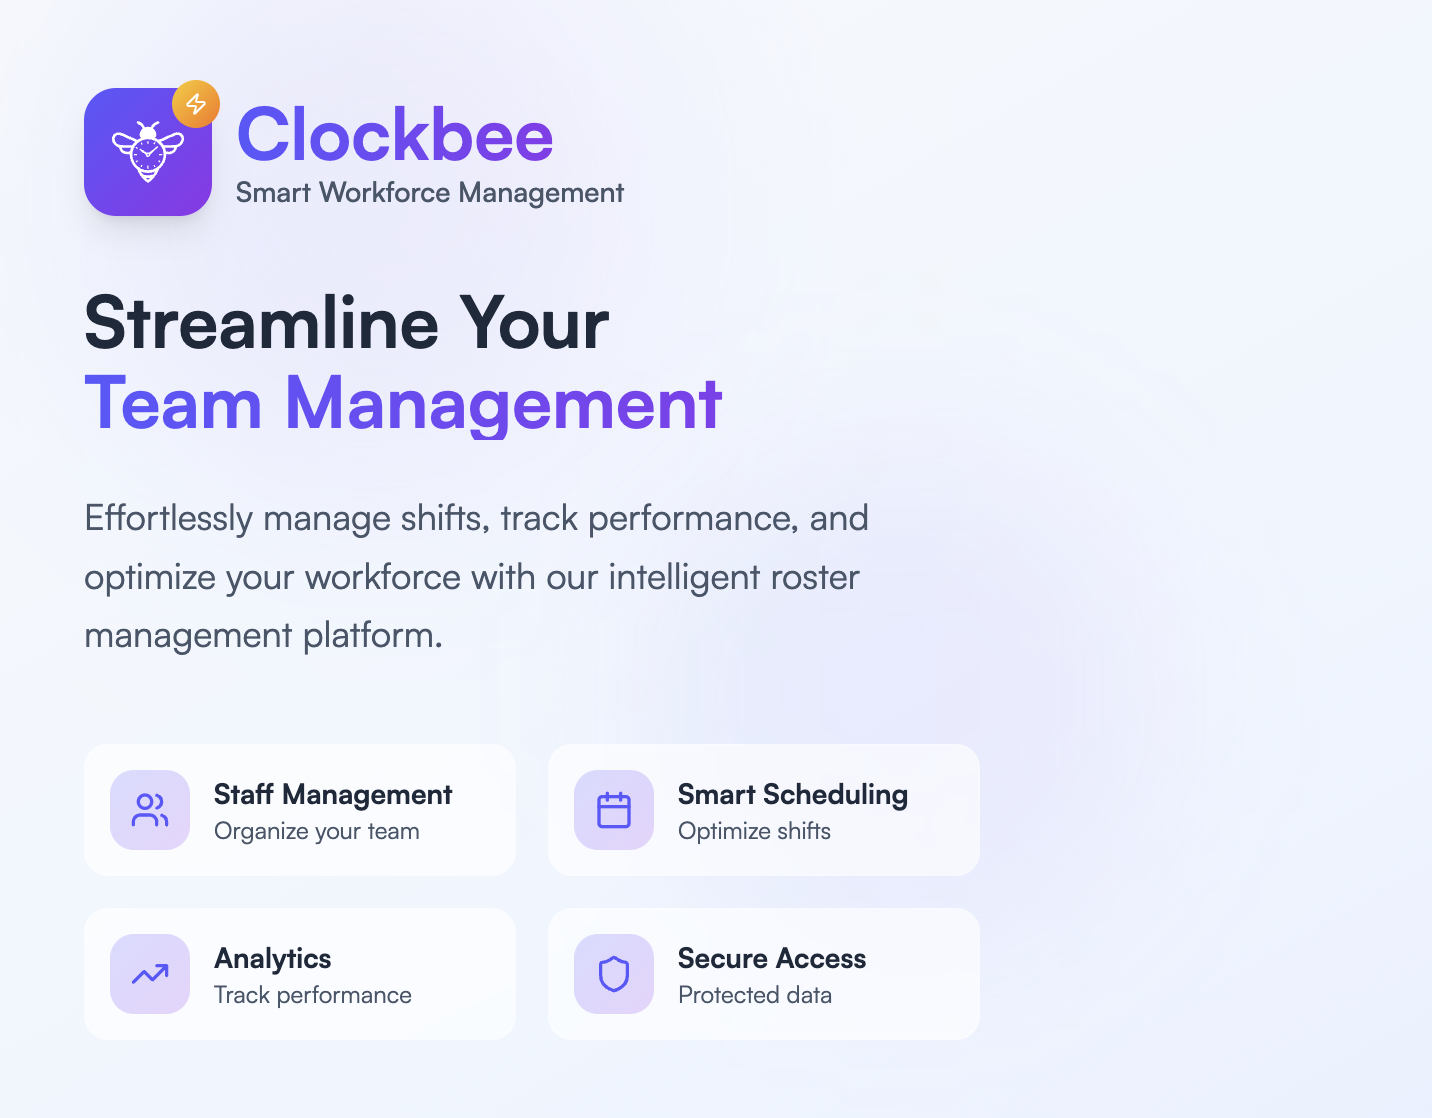 Clockbee
Smart Workforce Management
Streamline Your
Team Management
Effortlessly manage shifts, track performance, and
optimize your workforce with our intelligent roster
management platform.
Staff Management
Organize your team
Smart Scheduling
Optimize shifts
Analytics
Track performance
Secure Access
Protected data